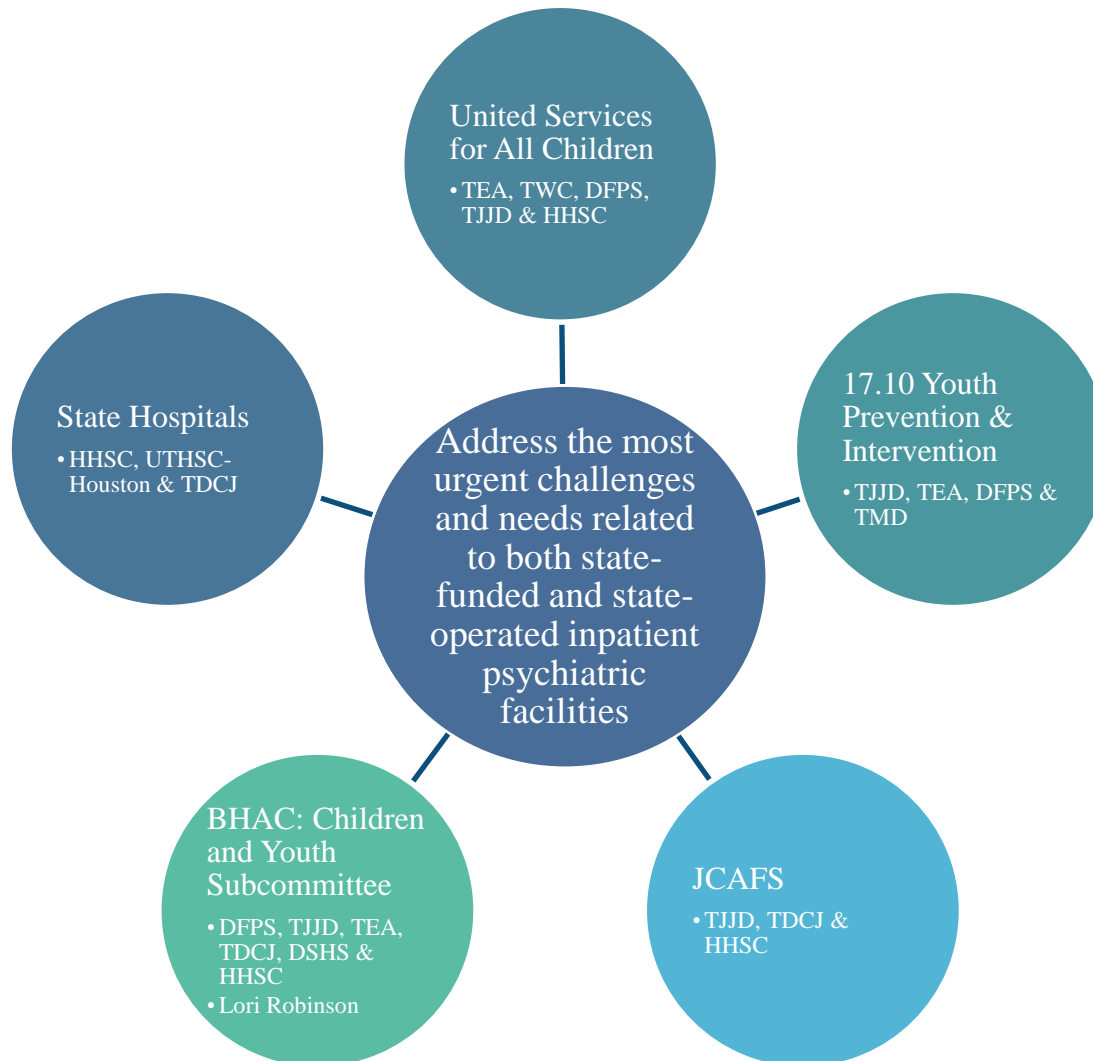 United Services
for All Children
• TEA, TWC, DFPS,
TJJD & HHSC
State Hospitals
• HHSC, UTHSC-
Houston & TDCJ
17.10 Youth
Prevention &
Intervention
• TJJD, TEA, DFPS &
TMD
Address the most
urgent challenges
and needs related
to both state-
funded and state-
operated inpatient
psychiatric
facilities
BHAC: Children
and Youth
Subcommittee
• DFPS, TJJD, TEA,
TDCJ, DSHS &
HHSC
• Lori Robinson
JCAFS
• TJJD, TDCJ &
HHSC